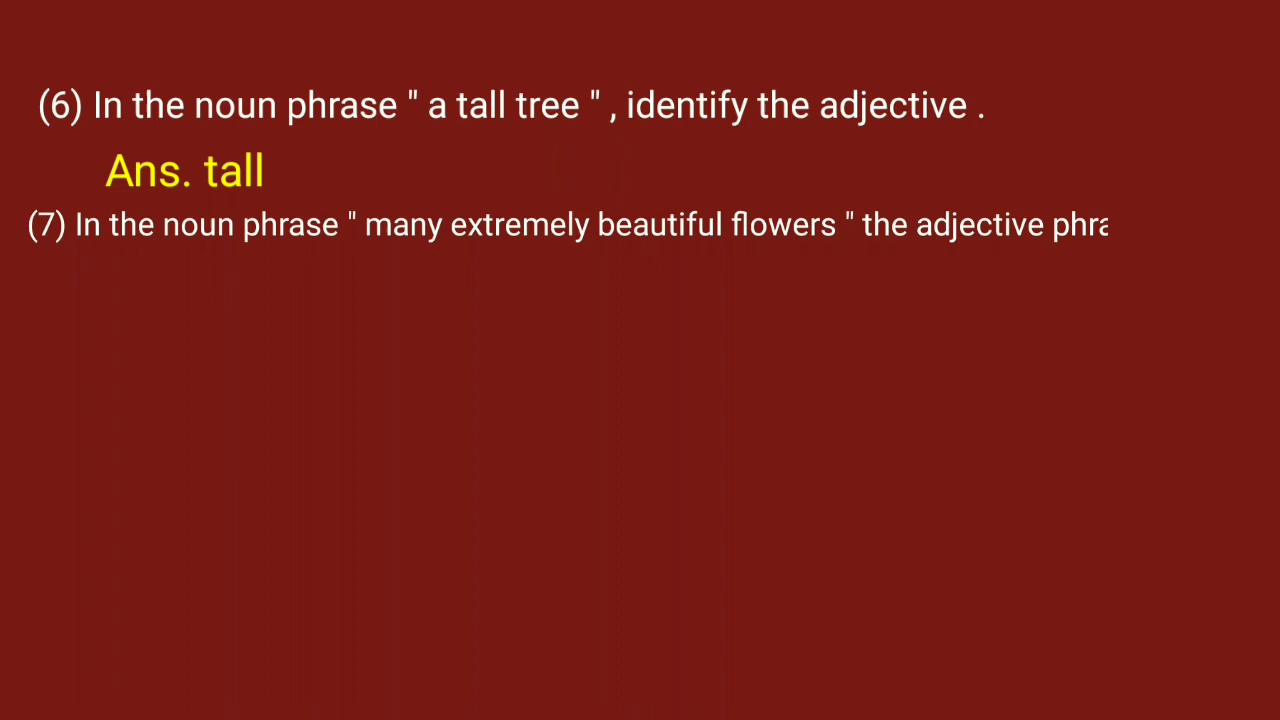 (6) In the noun phrase " a tall tree " , identify the adjective .
Ans. tall
(7) In the noun phrase " many extremely beautiful flowers " the adjective